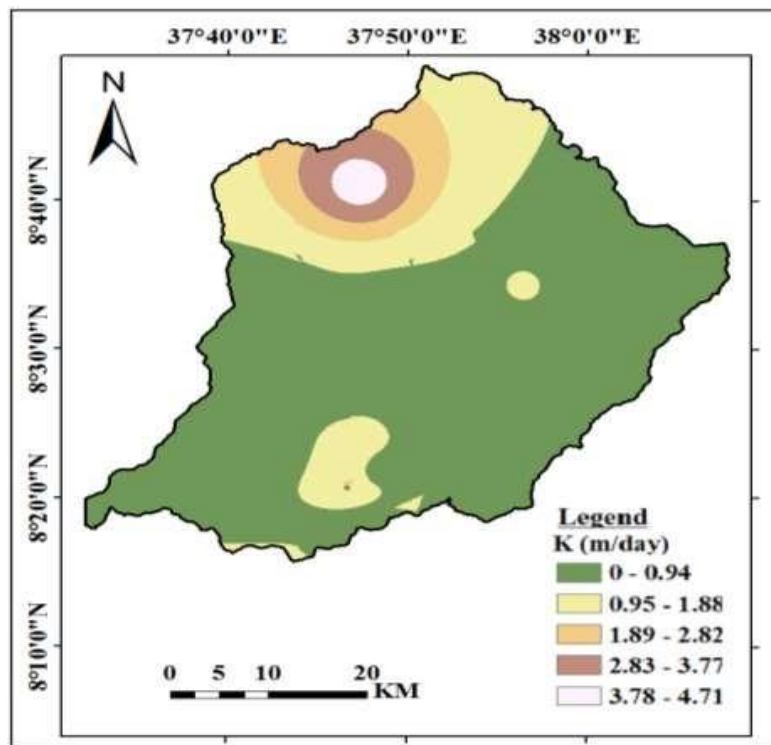 37°40'0"E 37°50'0"E 38°0'0"E
N
8°40'0"N
8°30'0"N
8°20'0"N
8°10'0"N
Legend
K (m/day)
0 - 0.94
0.95 - 1.88
1.89 - 2.82
2.83 - 3.77
3.78 - 4.71
0 5 10 20
KM